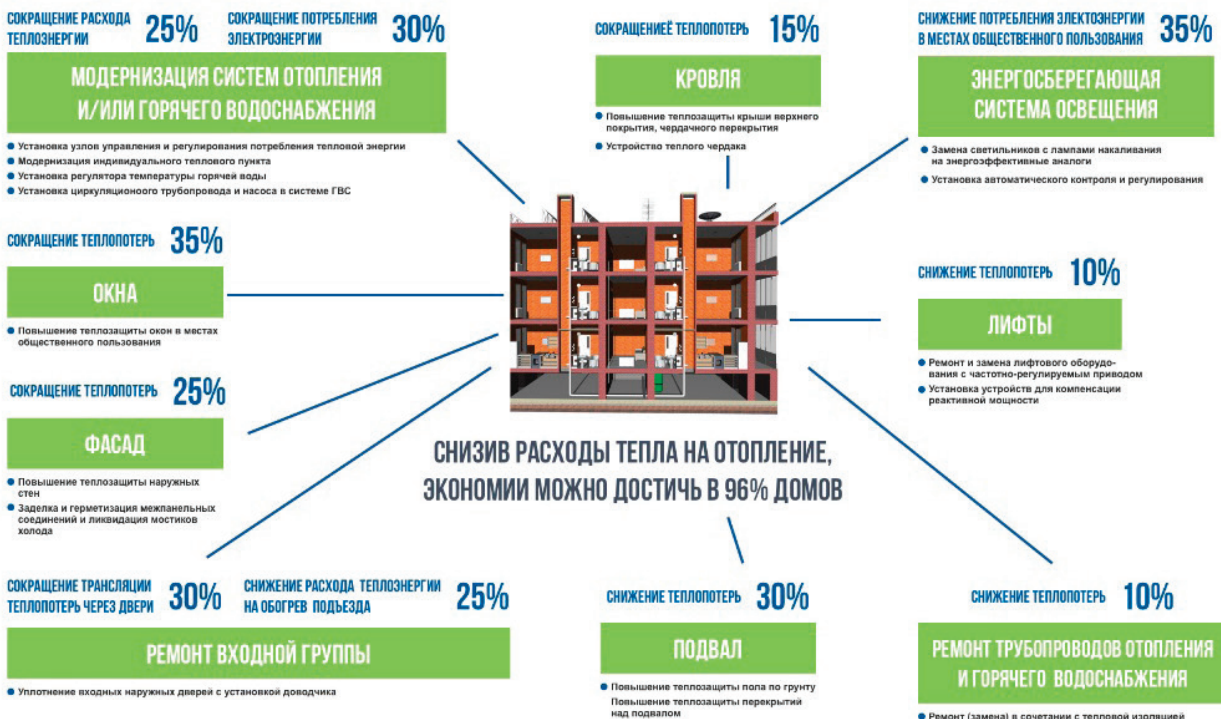 СОКРАЩЕНИЕ РАСХОДА
ТЕПЛОЭНЕРГИИ
25%
СОКРАЩЕНИЕ ПОТРЕБЛЕНИЯ
ЭЛЕКТРОЭНЕРГИИ
30%
МОДЕРНИЗАЦИЯ СИСТЕМ ОТОПЛЕНИЯ
И/ИЛИ ГОРЯЧЕГО ВОДОСНАБЖЕНИЯ
Установка узлов управления и регулирования потребления тепловой энергии
Модернизация индивидуального теплового пункта
Установка регулятора температуры горячей воды
Установка циркуляционого трубопровода и насоса в системе ГВС
СОКРАЩЕНИЕЁ ТЕПЛОПОТЕРЬ
15%
КРОВЛЯ
Повышение теплозащиты крыши верхнего
покрытия, чердачного перекрытия
Устройство теплого чердака
СНИЖЕНИЕ ПОТРЕБЛЕНИЯ ЭЛЕКТОЭНЕРГИИ
В МЕСТАХ ОБЩЕСТВЕННОГО ПОЛЬЗОВАНИЯ
35%
ЭНЕРГОСБЕРЕГАЮЩАЯ
СИСТЕМА ОСВЕЩЕНИЯ
Замена светильников с лампами накаливания
на энергоэффективные аналоги
Установка автоматического контроля и регулирования
СОКРАЩЕНИЕ ТЕПЛОПОТЕРЬ
35%
ОКНА
Повышение теплозащиты окон в местах
общественного пользования
СНИЖЕНИЕ ТЕПЛОПОТЕРЬ
10%
ЛИФТЫ
Ремонт и замена лифтового оборудо-
вания с частотно-регулируемым приводом
Установка устройств для компенсации
реактивной мощности
СОКРАЩЕНИЕ ТЕПЛОПОТЕРЬ
25%
ФАСАД
Повышение теплозащиты наружных
стен
Заделка и герметизация межпанельных
соединений и ликвидация мостиков
холода
СНИЗИВ РАСХОДЫ ТЕПЛА НА ОТОПЛЕНИЕ,
ЭКОНОМИИ МОЖНО ДОСТИЧЬ В 96% ДОМОВ
СОКРАЩЕНИЕ ТРАНСЛЯЦИИ
ТЕПЛОПОТЕРЬ ЧЕРЕЗ ДВЕРИ
30%
СНИЖЕНИЕ РАСХОДА ТЕПЛОЭНЕРГИИ
НА ОБОГРЕВ ПОДЪЕЗДА
25%
РЕМОНТ ВХОДНОЙ ГРУППЫ
Уплотнение входных наружных дверей с установкой доводчика
СНИЖЕНИЕ ТЕПЛОПОТЕРЬ
30%
ПОДВАЛ
Повышение теплозащиты пола по грунту
Повышение теплозащиты перекрытий
над подвалом
СНИЖЕНИЕ ТЕПЛОПОТЕРЬ
10%
РЕМОНТ ТРУБОПРОВОДОВ ОТОПЛЕНИЯ
И ГОРЯЧЕГО ВОДОСНАБЖЕНИЯ
Ремонт (замена) в сочетании с тепловой изоляцией